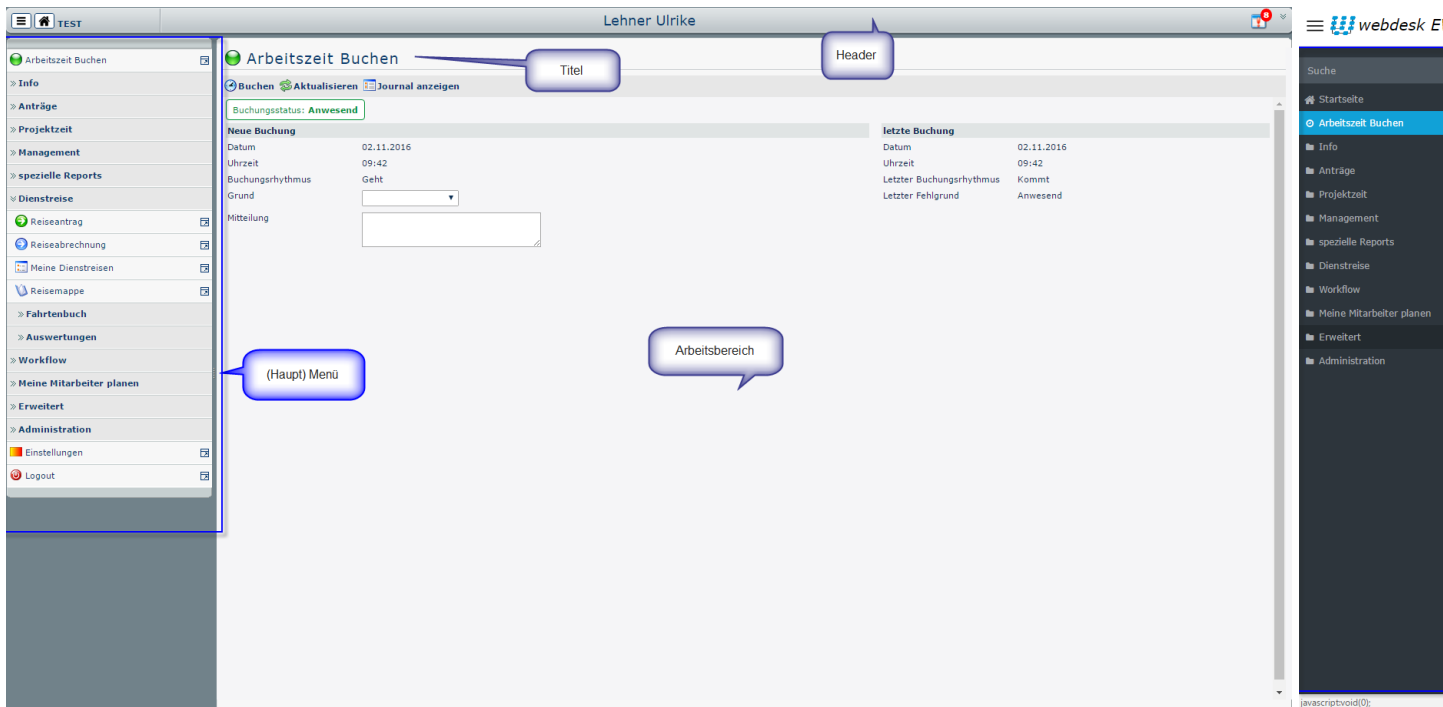 TEST
Lehner Ulrike
8
Arbeitszeit Buchen
» Info
» Anträge
» Projektzeit
» Management
» spezielle Reports
Dienstreise
Reiseantrag
Reiseabrechnung
Meine Dienstreisen
Reisemappe
» Fahrtenbuch
» Auswertungen
» Workflow
» Meine Mitarbeiter planen
» Erweitert
» Administration
Einstellungen
Logout
(Haupt) Menü
Arbeitszeit Buchen
Titel
Header
Buchen Aktualisieren Journal anzeigen
Buchungsstatus: Anwesend
Neue Buchung
Datum 02.11.2016
Uhrzeit 09:42
Buchungsrhythmus Geht
Grund
Mitteilung
letzte Buchung
Datum 02.11.2016
Uhrzeit 09:42
Letzter Buchungsrhythmus Kommt
Letzter Fehlgrund Anwesend
Arbeitsbereich
webdesk EW
Suche
Startseite
Arbeitszeit Buchen
Info
Anträge
Projektzeit
Management
spezielle Reports
Dienstreise
Workflow
Meine Mitarbeiter planen
Erweitert
Administration
javascript:void(0);